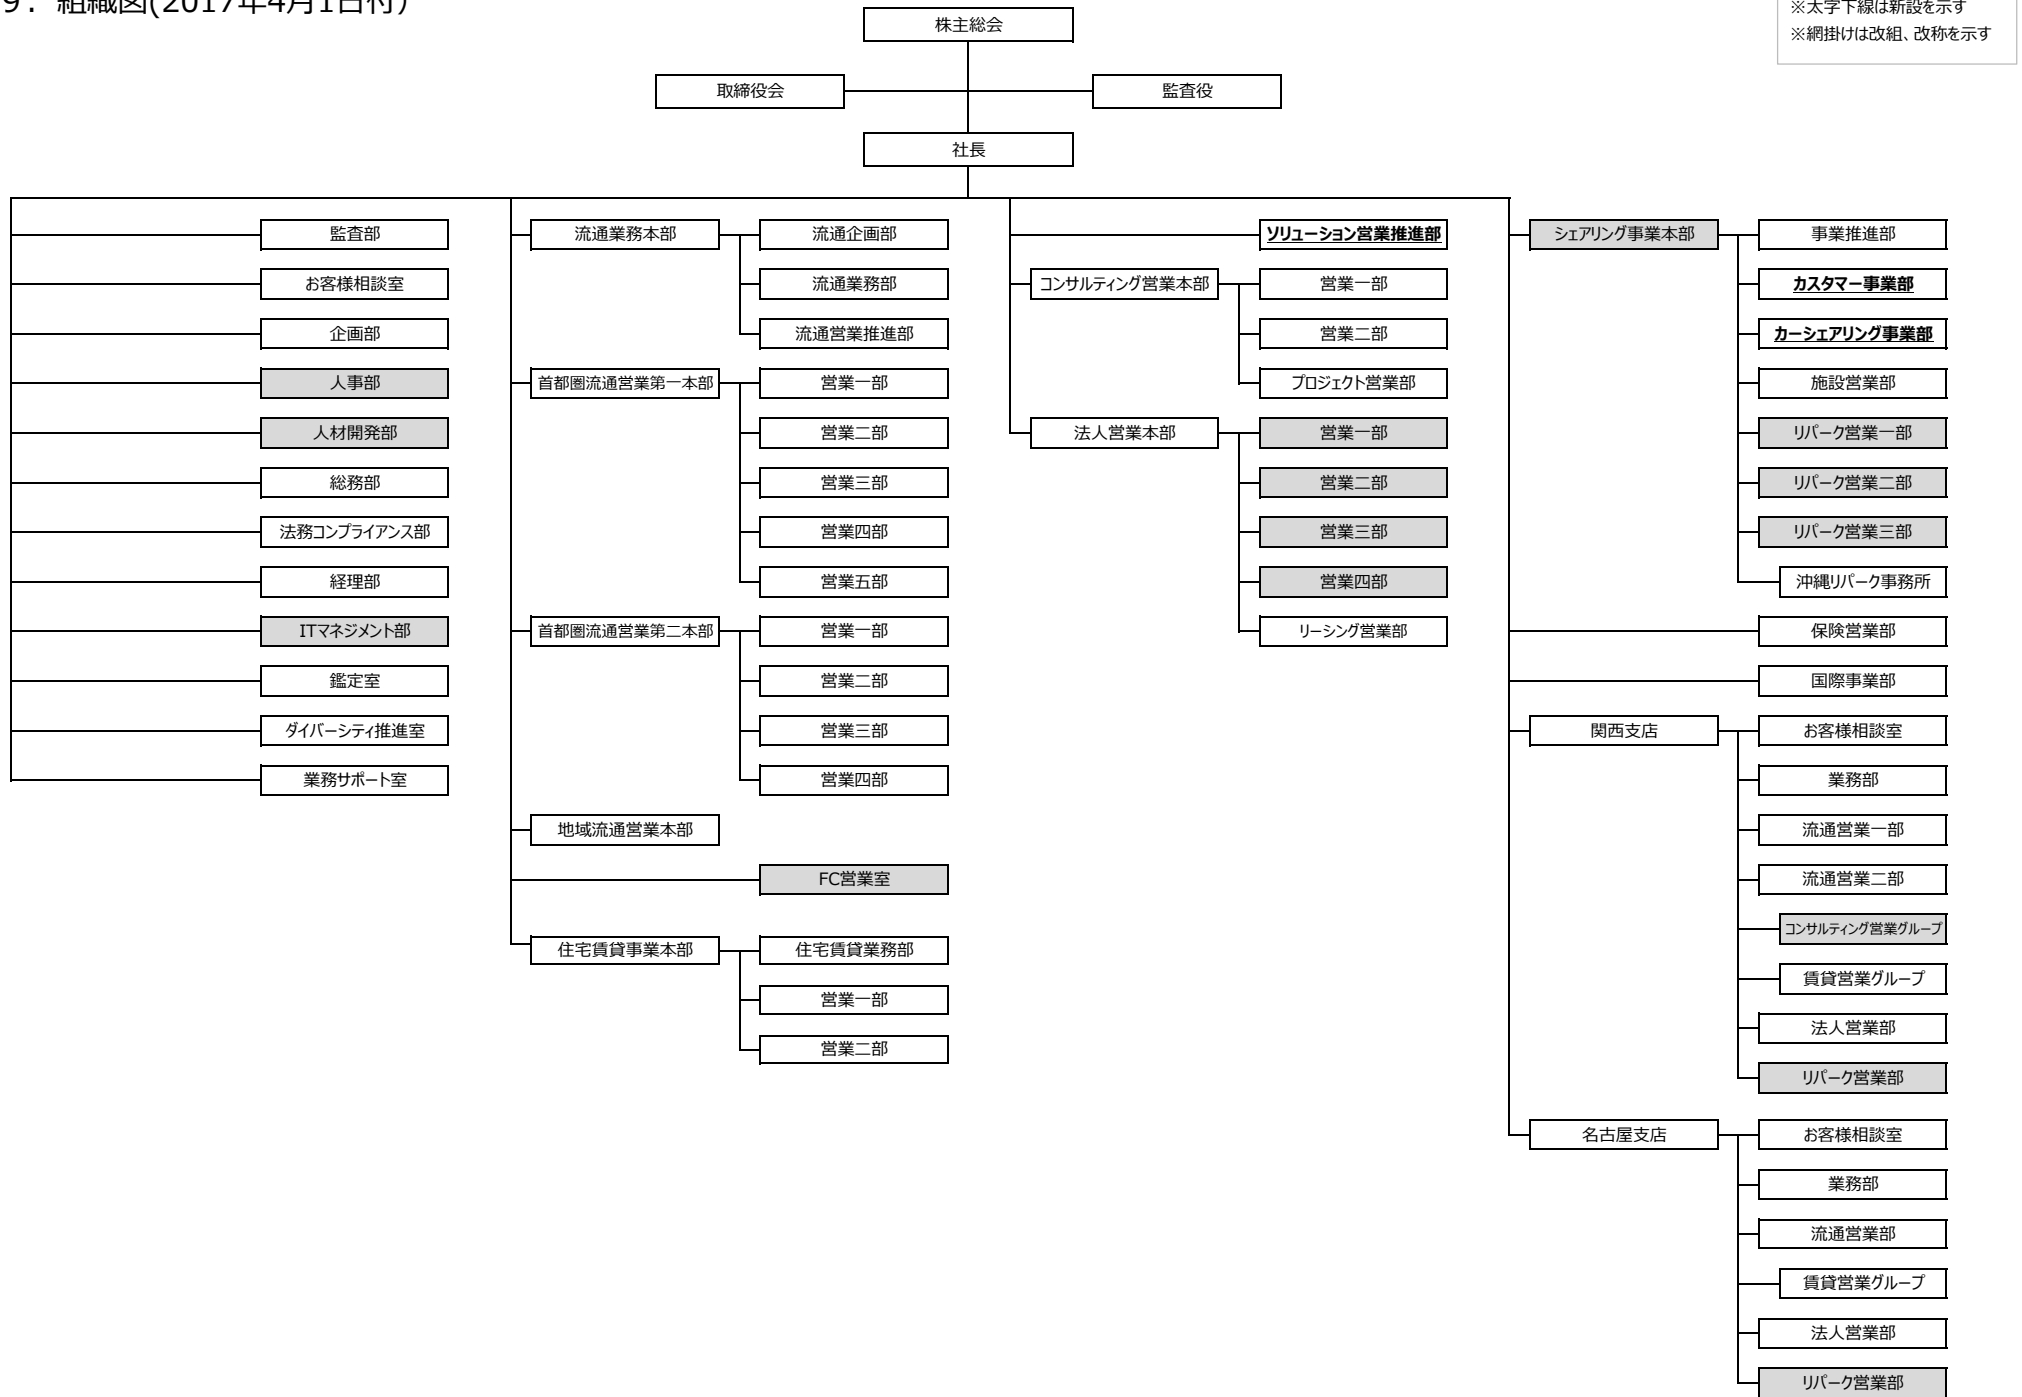 9．組織図(2017年4月1日付)
※太字下線は新設を示す
※網掛けは改組、改称を示す
株主総会
取締役会
監査役
社長
監査部
お客様相談室
企画部
人事部
人材開発部
総務部
法務コンプライアンス部
経理部
ITマネジメント部
鑑定室
ダイバーシティ推進室
業務サポート室
流通業務本部
流通企画部
流通業務部
流通営業推進部
首都圏流通営業第一本部
営業一部
営業二部
営業三部
営業四部
営業五部
首都圏流通営業第二本部
営業一部
営業二部
営業三部
営業四部
地域流通営業本部
FC営業室
住宅賃貸事業本部
住宅賃貸業務部
営業一部
営業二部
ソリューション営業推進部
コンサルティング営業本部
営業一部
営業二部
プロジェクト営業部
法人営業本部
営業一部
営業二部
営業三部
営業四部
リーシング営業部
シェアリング事業本部
事業推進部
カスタマー事業部
カーシェアリング事業部
施設営業部
リパーク営業一部
リパーク営業二部
リパーク営業三部
沖縄リパーク事務所
保険営業部
国際事業部
関西支店
お客様相談室
業務部
流通営業一部
流通営業二部
コンサルティング営業グループ
賃貸営業グループ
法人営業部
リパーク営業部
名古屋支店
お客様相談室
業務部
流通営業部
賃貸営業グループ
法人営業部
リパーク営業部